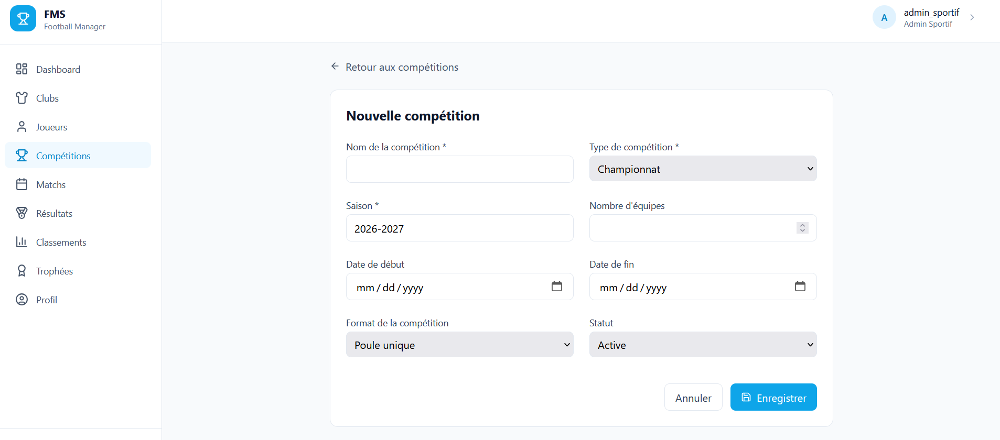 FMS
Football Manager
admin_sportif
Admin Sportif
A
Dashboard
Clubs
Joueurs
Compétitions
Matchs
Résultats
Classements
Trophées
Profil
Retour aux compétitions
Nouvelle compétition
Nom de la compétition *
Type de compétition *
Championnat
Saison *
Nombre d'équipes
2026-2027
Date de début
Date de fin
mm/dd/yyyy
mm/dd/yyyy
Format de la compétition
Statut
Poule unique
Active
Annuler
Enregistrer